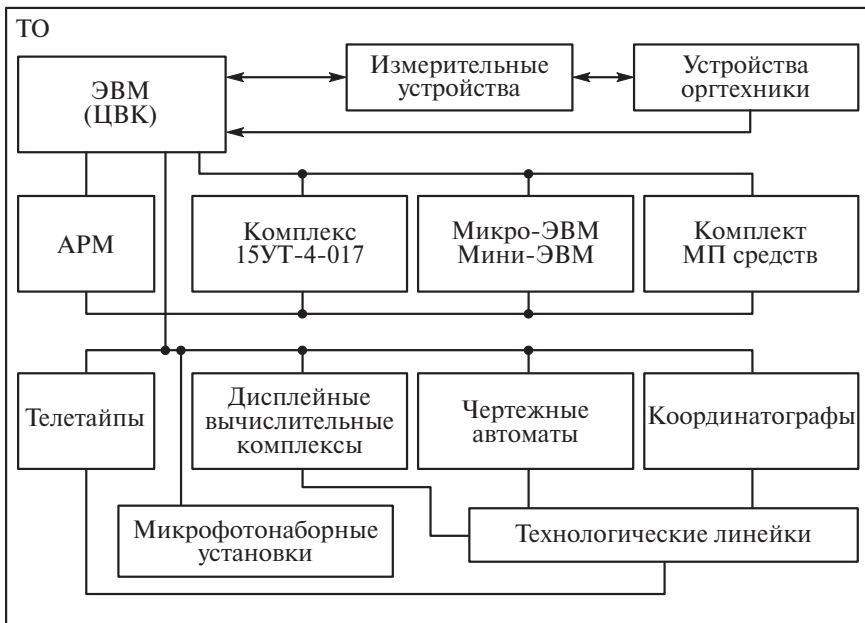 ТО
ЭВМ
(ЦВК)
Измерительные
устройства
Устройства
оргтехники
АРМ
Комплекс
15УТ-4-017
Микро-ЭВМ
Мини-ЭВМ
Комплект
МП средств
Телетайпы
Дисплейные
вычислительные
комплексы
Чертежные
автоматы
Координатографы
Микрофотонаборные
установки
Технологические линейки